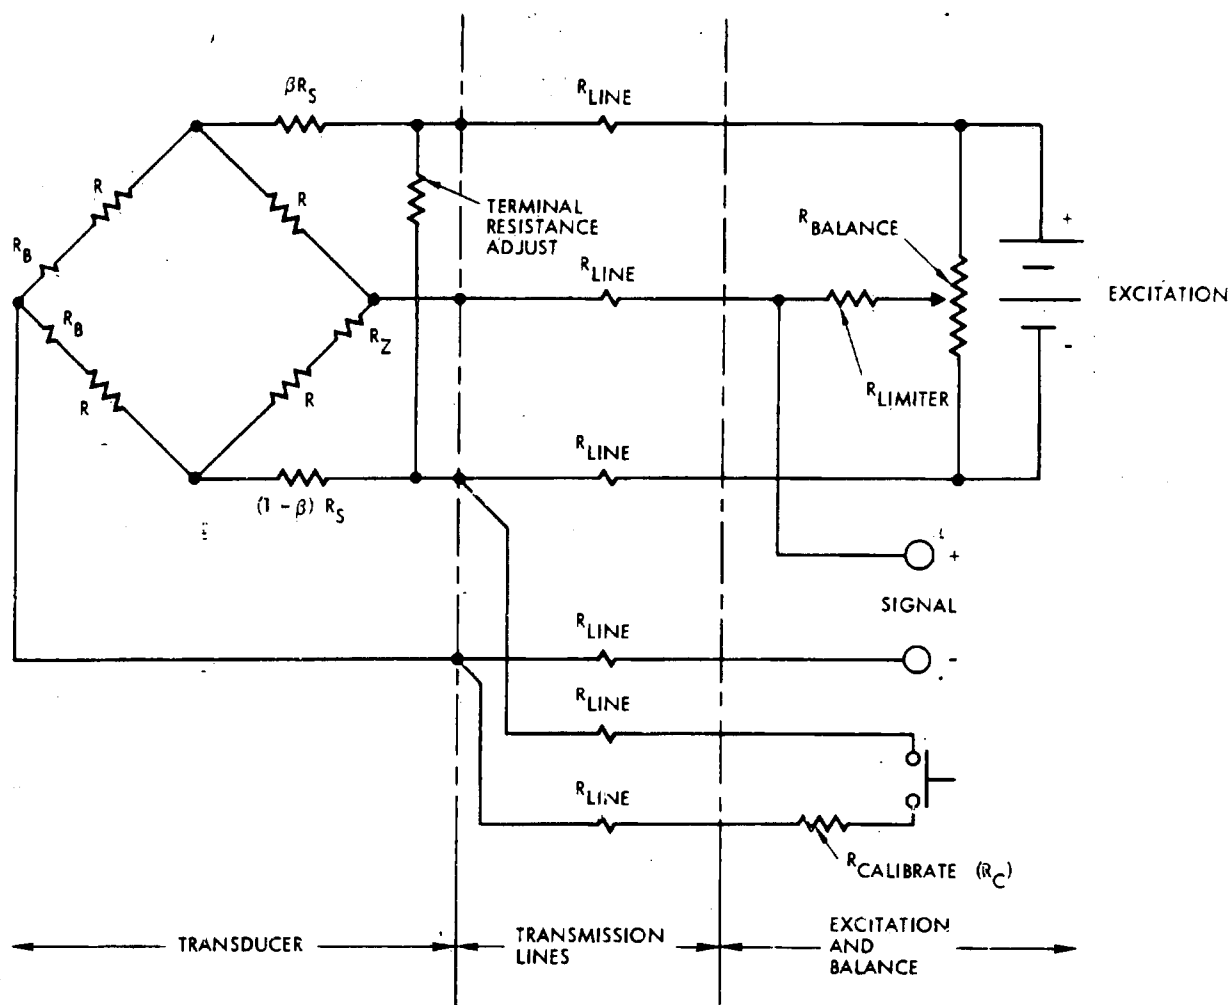 βR_S
R_LINE
R
R
TERMINAL
RESISTANCE
ADJUST
R_BALANCE
+
R_B
R_LINE
EXCITATION
R_B
R_Z
-
R
R
R_LIMITER
R_LINE
(1 - β) R_S
+
SIGNAL
R_LINE
-
R_LINE
R_LINE
R_CALIBRATE (R_C)
TRANSDUCER
TRANSMISSION
LINES
EXCITATION
AND
BALANCE